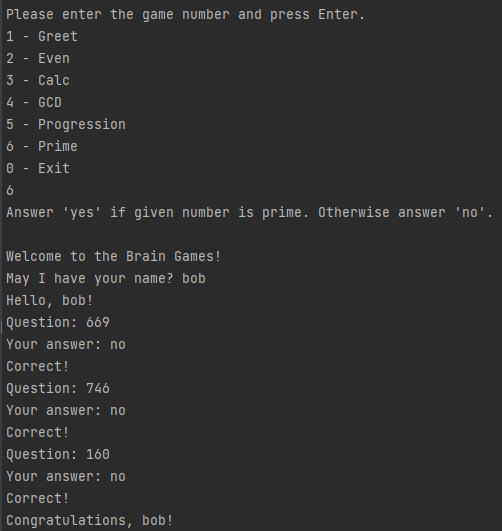 Please enter the game number and press Enter.
1 - Greet
2 - Even
3 - Calc
4 - GCD
5 - Progression
6 - Prime
0 - Exit
6
Answer 'yes' if given number is prime. Otherwise answer 'no'.
Welcome to the Brain Games!
May I have your name? bob
Hello, bob!
Question: 669
Your answer: no
Correct!
Question: 746
Your answer: no
Correct!
Question: 160
Your answer: no
Correct!
Congratulations, bob!